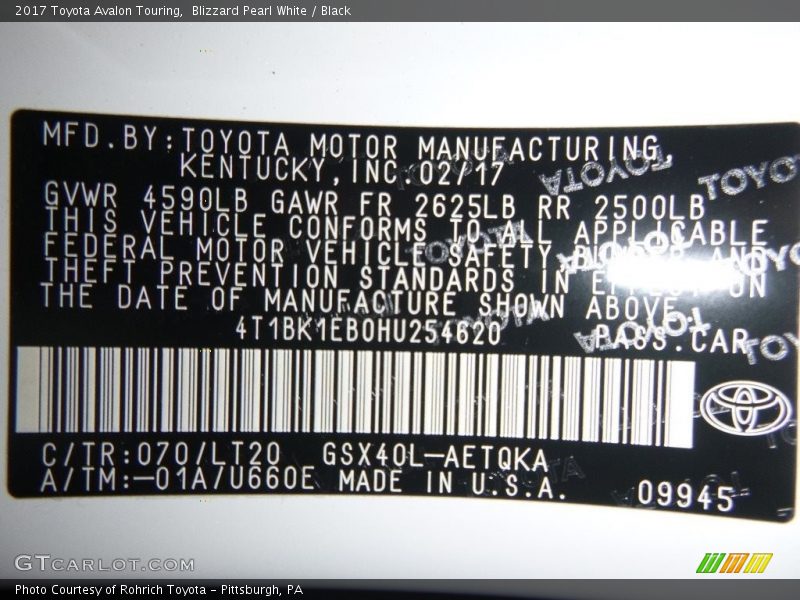 2017 Toyota Avalon Touring,  Blizzard Pearl White / Black
MFD.BY:TOYOTA MOTOR MANUFACTURING
KENTUCKY,INC.02/17
GVWR 4590LB GAWR FR 2625LB RR 2500LB
THIS VEHICLE CONFORMS TO ALL APPLICABLE
FEDERAL MOTOR VEHICLE SAFETY, BUMPER AND
THEFT PREVENTION STANDARDS IN EFFECT ON
THE DATE OF MANUFACTURE SHOWN ABOVE.
4T1BK1EB0HU254620 PASS.CAR
C/TR:070/LT20 GSX40L-AETQKA
A/TM:-01A/U660E MADE IN U.S.A.
09945
GTCARLOT.COM
Photo Courtesy of Rohrich Toyota - Pittsburgh, PA